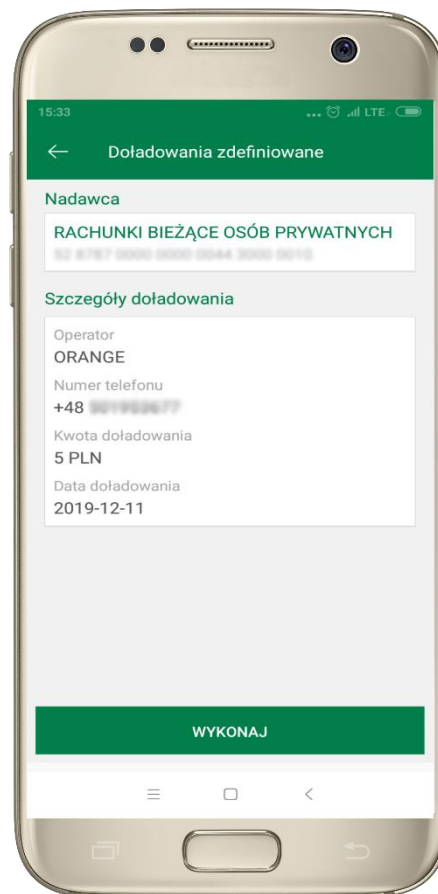 15:33
... LTE
Doładowania zdefiniowane
Nadawca
RACHUNKI BIEŻĄCE OSÓB PRYWATNYCH
Szczegóły doładowania
Operator
ORANGE
Numer telefonu
+48
Kwota doładowania
5 PLN
Data doładowania
2019-12-11
WYKONAJ